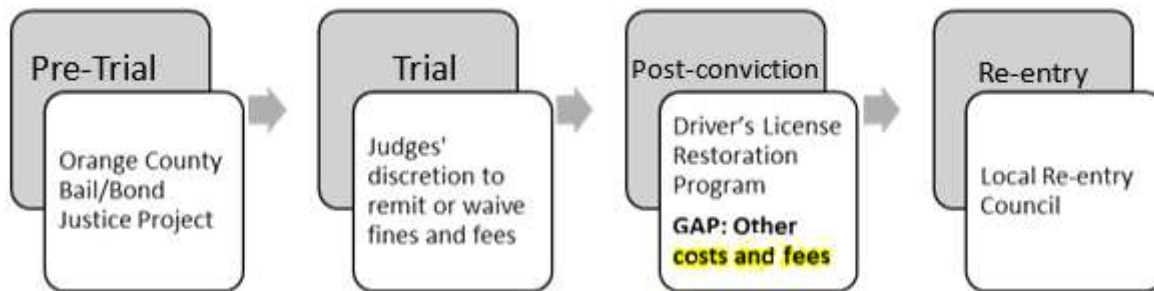 Pre-Trial
Orange County
Bail/Bond
Justice Project
Trial
Judges'
discretion to
remit or waive
fines and fees
Post-conviction
Driver's License
Restoration
Program
GAP: Other
costs and fees
Re-entry
Local Re-entry
Council